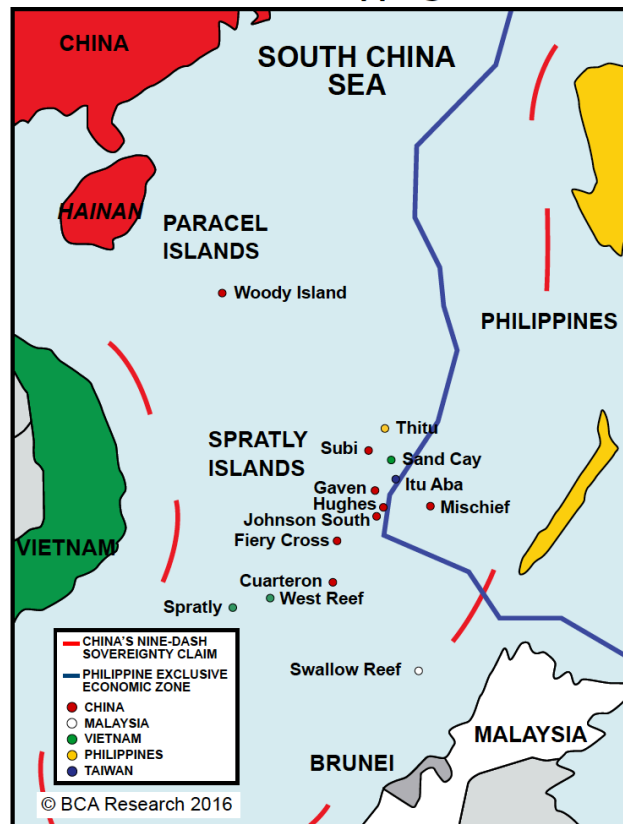 CHINA
SOUTH CHINA
SEA
HAINAN
PARACEL
ISLANDS
Woody Island
PHILIPPINES
Thitu
SPRATLY
ISLANDS
Subi
Sand Cay
Itu Aba
Gaven
Hughes
Mischief
Johnson South
Fiery Cross
VIETNAM
Cuarteron
West Reef
Spratly
CHINA'S NINE-DASH
SOVEREIGNTY CLAIM
PHILIPPINE EXCLUSIVE
ECONOMIC ZONE
CHINA
MALAYSIA
VIETNAM
PHILIPPINES
TAIWAN
Swallow Reef
MALAYSIA
BRUNEI
© BCA Research 2016